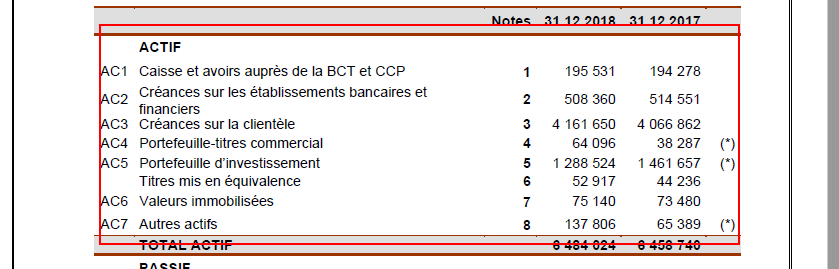 Notes 31.12.2018 31.12.2017
ACTIF
AC1 Caisse et avoirs auprès de la BCT et CCP 1 195 531 194 278
AC2 Créances sur les établissements bancaires et financiers 2 508 360 514 551
AC3 Créances sur la clientèle 3 4 161 650 4 066 862
AC4 Portefeuille-titres commercial 4 64 096 38 287 (*)
AC5 Portefeuille d'investissement 5 1 288 524 1 461 657 (*)
Titres mis en équivalence 6 52 917 44 236
AC6 Valeurs immobilisées 7 75 140 73 480
AC7 Autres actifs 8 137 806 65 389 (*)
TOTAL ACTIF 6 484 024 6 458 740
PASSIF